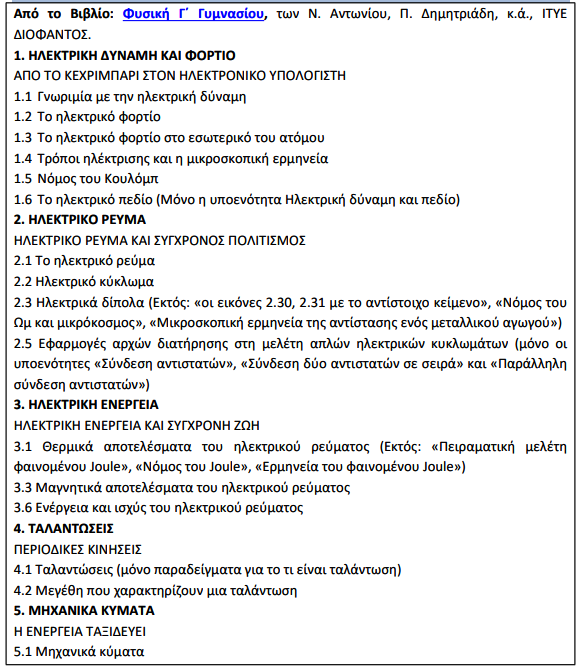 Από το Βιβλίο: Φυσική Γ΄ Γυμνασίου, των Ν. Αντωνίου, Π. Δημητριάδη, κ.ά., ΙΤΥΕ
ΔΙΟΦΑΝΤΟΣ.
1. ΗΛΕΚΤΡΙΚΗ ΔΥΝΑΜΗ ΚΑΙ ΦΟΡΤΙΟ
ΑΠΟ ΤΟ ΚΕΧΡΙΜΠΑΡΙ ΣΤΟΝ ΗΛΕΚΤΡΟΝΙΚΟ ΥΠΟΛΟΓΙΣΤΗ
1.1 Γνωριμία με την ηλεκτρική δύναμη
1.2 Το ηλεκτρικό φορτίο
1.3 Το ηλεκτρικό φορτίο στο εσωτερικό του ατόμου
1.4 Τρόποι ηλέκτρισης και η μικροσκοπική ερμηνεία
1.5 Νόμος του Κουλόμπ
1.6 Το ηλεκτρικό πεδίο (Μόνο η υποενότητα Ηλεκτρική δύναμη και πεδίο)
2. ΗΛΕΚΤΡΙΚΟ ΡΕΥΜΑ
ΗΛΕΚΤΡΙΚΟ ΡΕΥΜΑ ΚΑΙ ΣΥΓΧΡΟΝΟΣ ΠΟΛΙΤΙΣΜΟΣ
2.1 Το ηλεκτρικό ρεύμα
2.2 Ηλεκτρικό κύκλωμα
2.3 Ηλεκτρικά δίπολα (Εκτός: «οι εικόνες 2.30, 2.31 με το αντίστοιχο κείμενο», «Νόμος του
Ωμ και μικρόκοσμος», «Μικροσκοπική ερμηνεία της αντίστασης ενός μεταλλικού αγωγού»)
2.5 Εφαρμογές αρχών διατήρησης στη μελέτη απλών ηλεκτρικών κυκλωμάτων (μόνο οι
υποενότητες «Σύνδεση αντιστατών», «Σύνδεση δύο αντιστατών σε σειρά» και «Παράλληλη
σύνδεση αντιστατών»)
3. ΗΛΕΚΤΡΙΚΗ ΕΝΕΡΓΕΙΑ
ΗΛΕΚΤΡΙΚΗ ΕΝΕΡΓΕΙΑ ΚΑΙ ΣΥΓΧΡΟΝΗ ΖΩΗ
3.1 Θερμικά αποτελέσματα του ηλεκτρικού ρεύματος (Εκτός: «Πειραματική μελέτη
φαινομένου Joule», «Νόμος του Joule», «Ερμηνεία του φαινομένου Joule»)
3.3 Μαγνητικά αποτελέσματα του ηλεκτρικού ρεύματος
3.6 Ενέργεια και ισχύς του ηλεκτρικού ρεύματος
4. ΤΑΛΑΝΤΩΣΕΙΣ
ΠΕΡΙΟΔΙΚΕΣ ΚΙΝΗΣΕΙΣ
4.1 Ταλαντώσεις (μόνο παραδείγματα για το τι είναι ταλάντωση)
4.2 Μεγέθη που χαρακτηρίζουν μια ταλάντωση
5. ΜΗΧΑΝΙΚΑ ΚΥΜΑΤΑ
Η ΕΝΕΡΓΕΙΑ ΤΑΞΙΔΕΥΕΙ
5.1 Μηχανικά κύματα